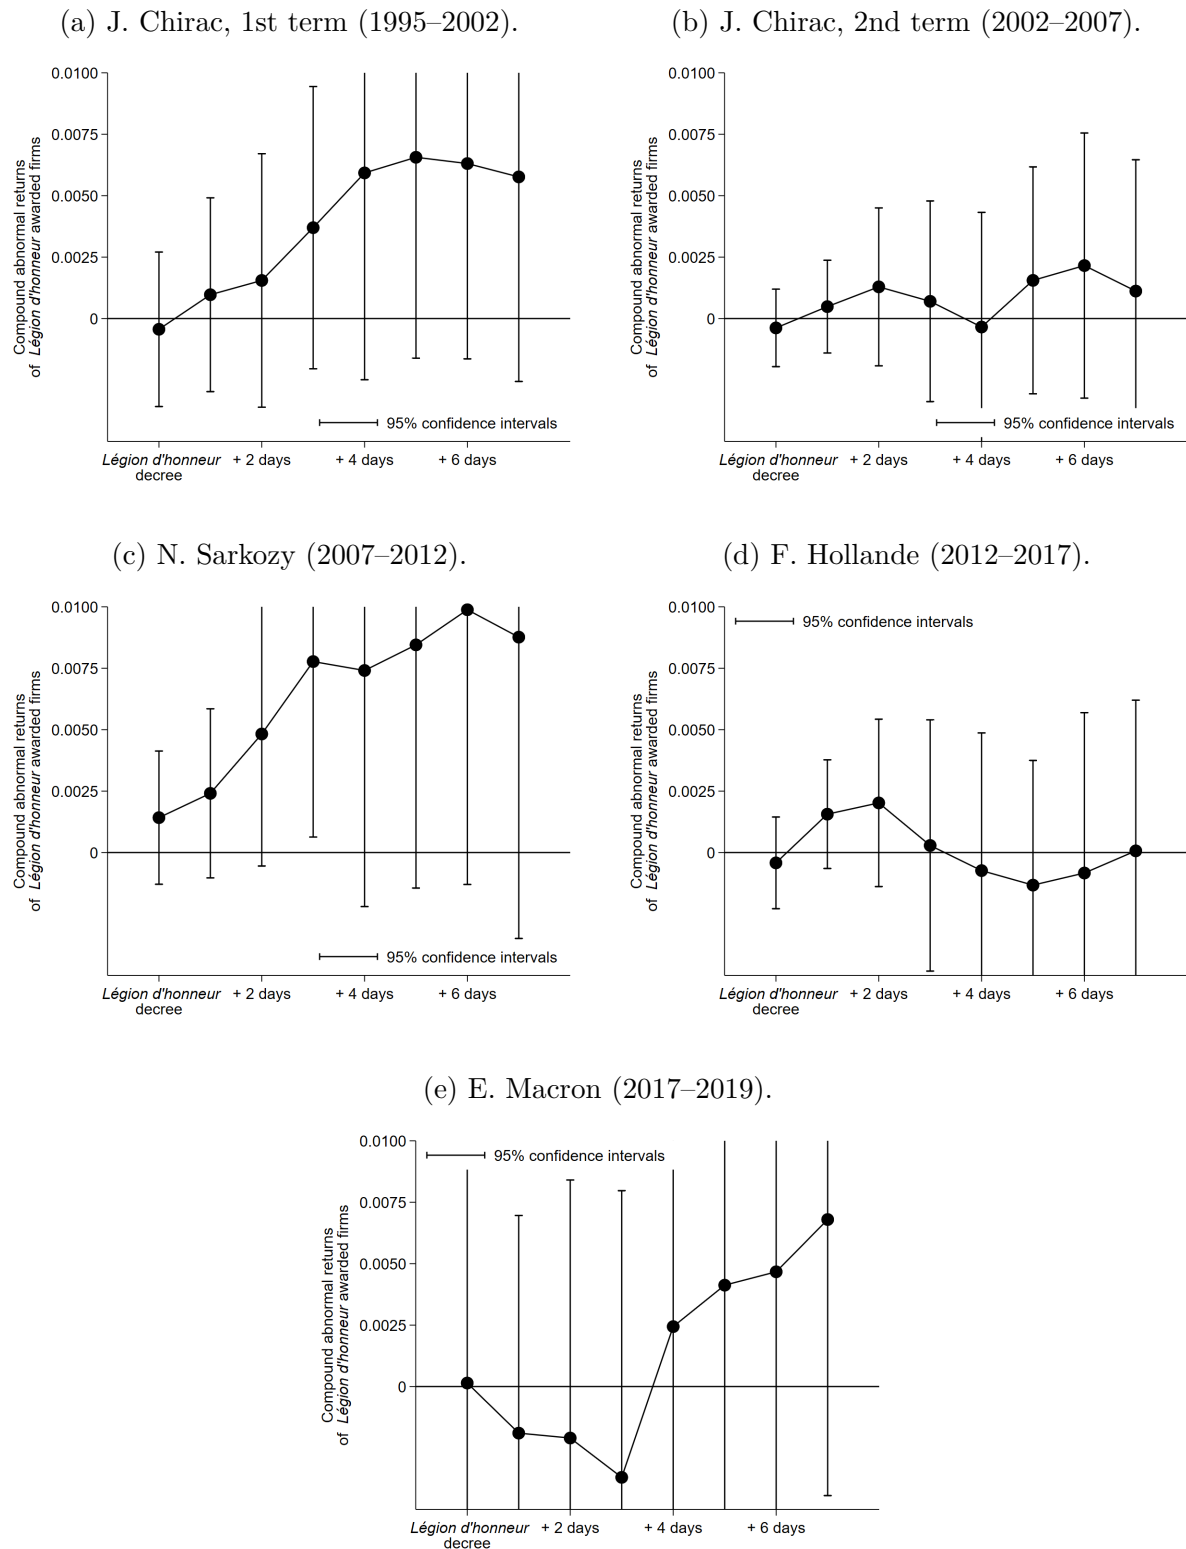 (a) J. Chirac, 1st term (1995–2002).
0.0100
0.0075
0.0050
0.0025
0
Compound abnormal returns
of Légion d'honneur awarded firms
95% confidence intervals
Légion d'honneur + 2 days + 4 days + 6 days
decree
(b) J. Chirac, 2nd term (2002–2007).
0.0100
0.0075
0.0050
0.0025
0
Compound abnormal returns
of Légion d'honneur awarded firms
95% confidence intervals
Légion d'honneur + 2 days + 4 days + 6 days
decree
(c) N. Sarkozy (2007–2012).
0.0100
0.0075
0.0050
0.0025
0
Compound abnormal returns
of Légion d'honneur awarded firms
95% confidence intervals
Légion d'honneur + 2 days + 4 days + 6 days
decree
(d) F. Hollande (2012–2017).
0.0100
0.0075
0.0050
0.0025
0
Compound abnormal returns
of Légion d'honneur awarded firms
95% confidence intervals
Légion d'honneur + 2 days + 4 days + 6 days
decree
(e) E. Macron (2017–2019).
0.0100
0.0075
0.0050
0.0025
0
Compound abnormal returns
of Légion d'honneur awarded firms
95% confidence intervals
Légion d'honneur + 2 days + 4 days + 6 days
decree